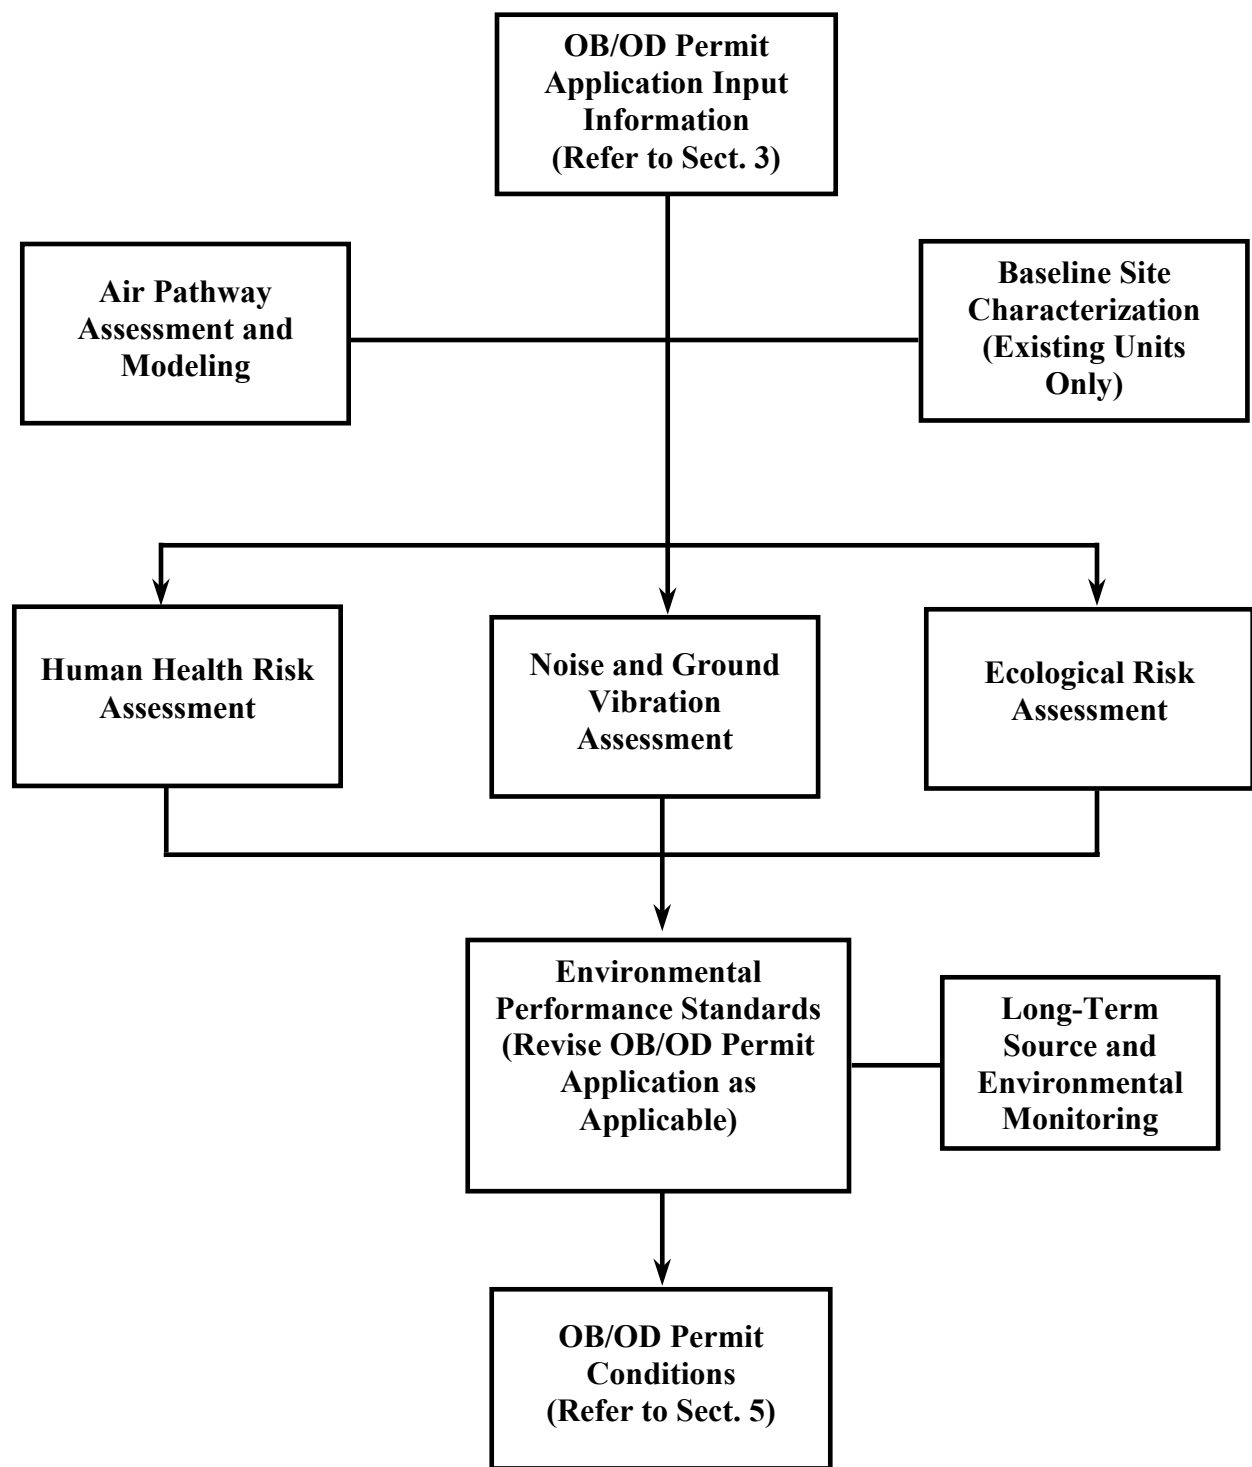 OB/OD Permit
Application Input
Information
(Refer to Sect. 3)
Air Pathway
Assessment and
Modeling
Baseline Site
Characterization
(Existing Units
Only)
Human Health Risk
Assessment
Noise and Ground
Vibration
Assessment
Ecological Risk
Assessment
Environmental
Performance Standards
(Revise OB/OD Permit
Application as
Applicable)
Long-Term
Source and
Environmental
Monitoring
OB/OD Permit
Conditions
(Refer to Sect. 5)